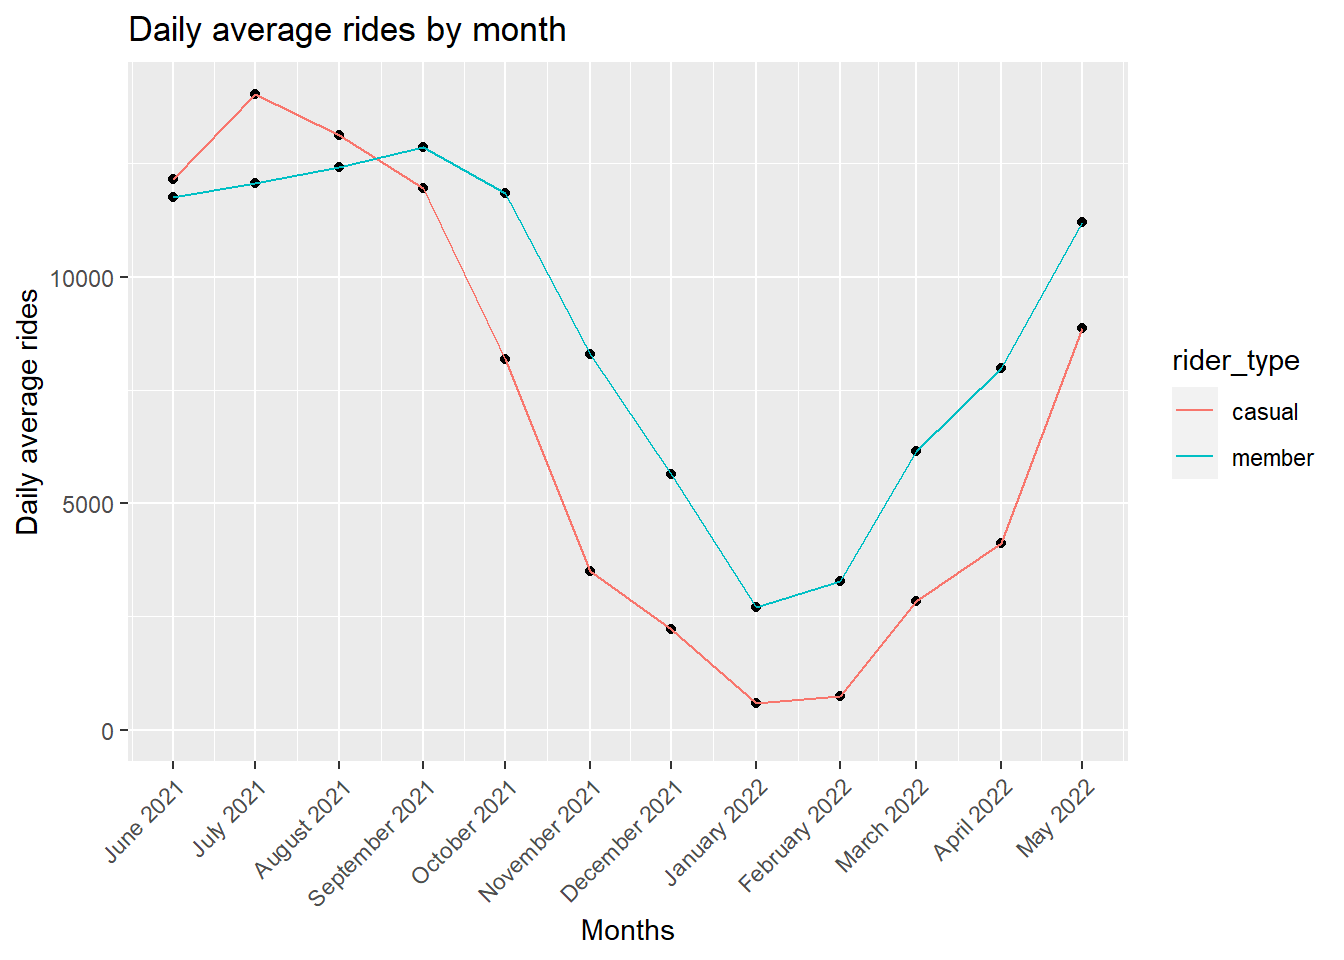 Daily average rides by month
Daily average rides
10000
5000
0
June 2021
July 2021
August 2021
September 2021
October 2021
November 2021
December 2021
January 2022
February 2022
March 2022
April 2022
May 2022
Months
rider_type
casual
member